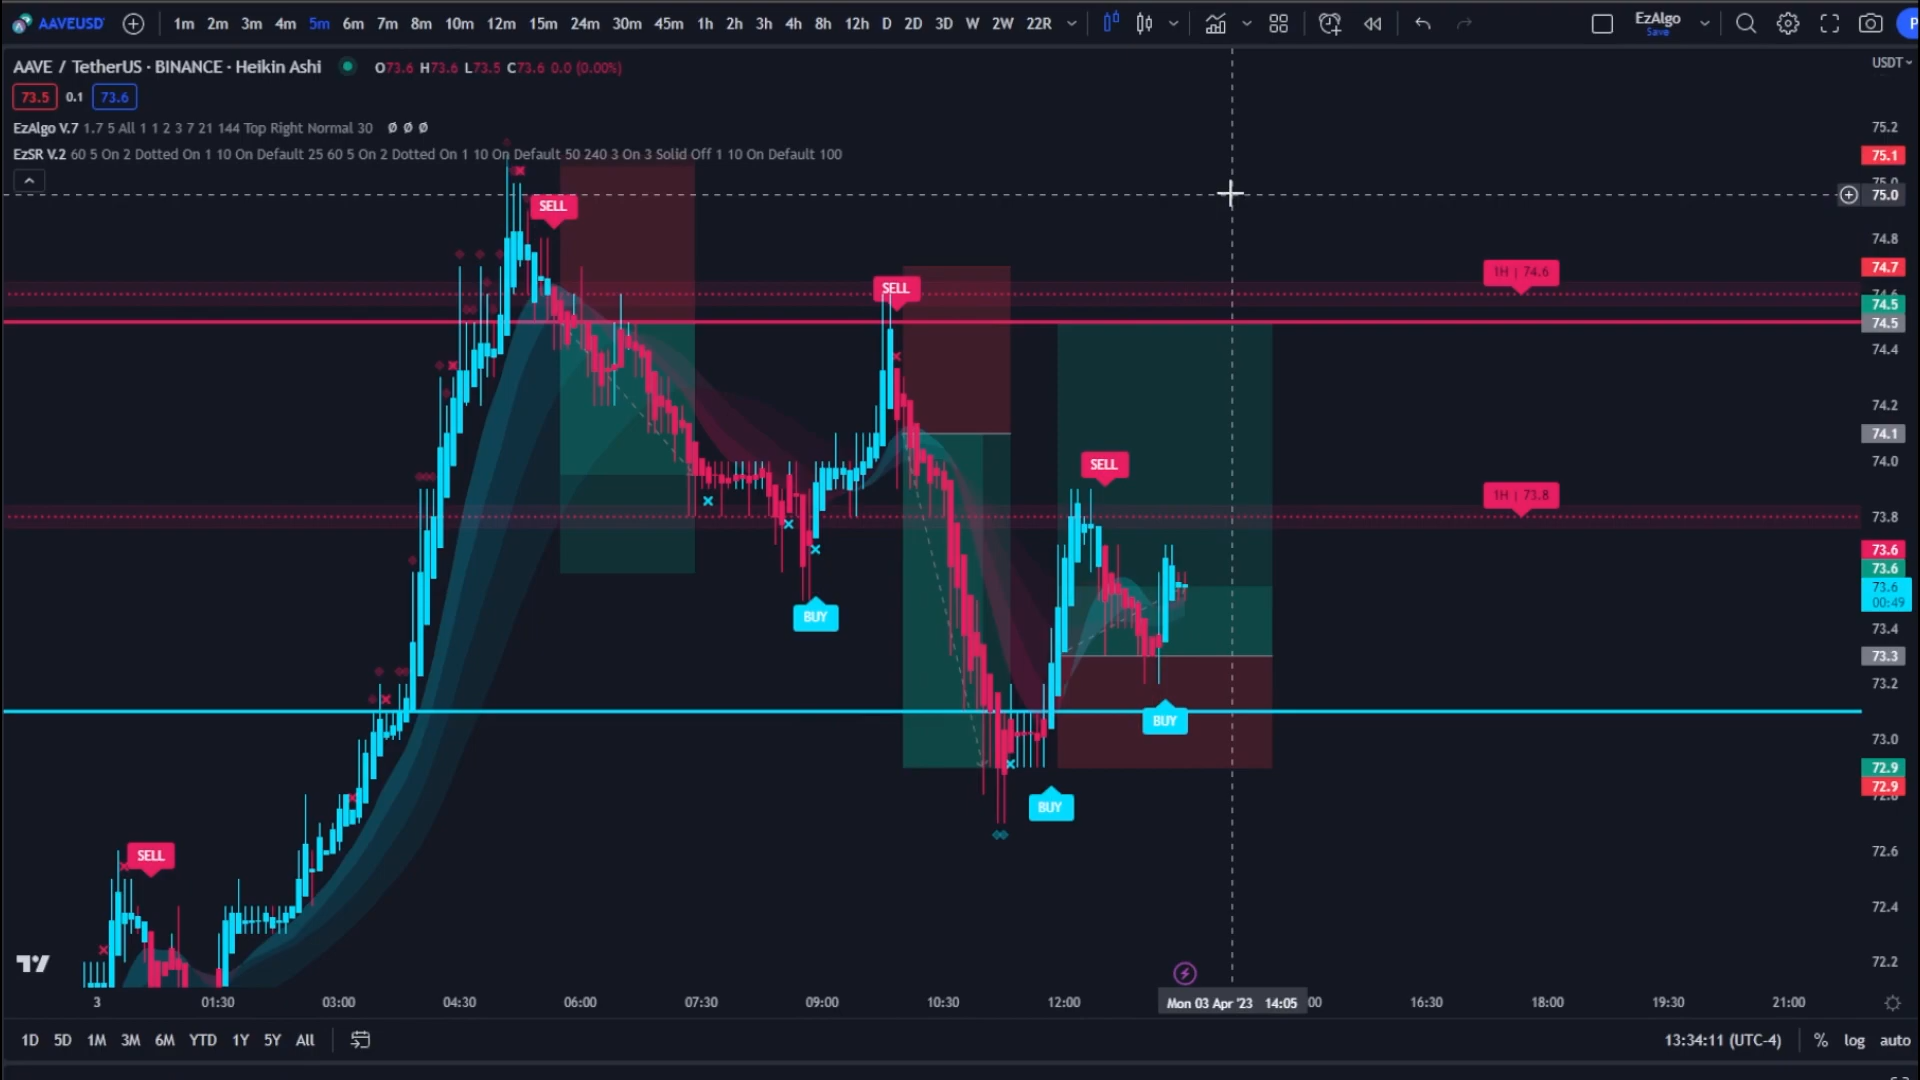 AAVEUSD 1m 2m 3m 4m 5m 6m 7m 8m 10m 12m 15m 24m 30m 45m 1h 2h 3h 4h 8h 12h D 2D 3D W 2W 22R EzAlgo
Save
P
AAVE / TetherUS · BINANCE · Heikin Ashi O73.6 H73.6 L73.5 C73.6 0.0 (0.00%)
USDT
73.5 0.1 73.6
EzAlgo V.7 1.7 5 All 1 1 2 3 7 21 144 Top Right Normal 30
EzSR V.2 60 5 On 2 Dotted On 1 10 On Default 25 60 5 On 2 Dotted On 1 10 On Default 50 240 3 On 3 Solid Off 1 10 On Default 100
75.2
75.1
75.0
75.0
SELL
74.8
74.7
1H | 74.6
SELL
74.6
74.5
74.5
74.4
74.2
74.1
74.0
SELL
1H | 73.8
73.8
73.6
73.6
73.6
00:49
BUY
73.4
73.3
73.2
BUY
73.0
72.9
72.9
BUY
72.8
SELL
72.6
72.4
72.2
3 01:30 03:00 04:30 06:00 07:30 09:00 10:30 12:00 Mon 03 Apr '23 14:05 :00 16:30 18:00 19:30 21:00
1D 5D 1M 3M 6M YTD 1Y 5Y All 13:34:11 (UTC-4) % log auto